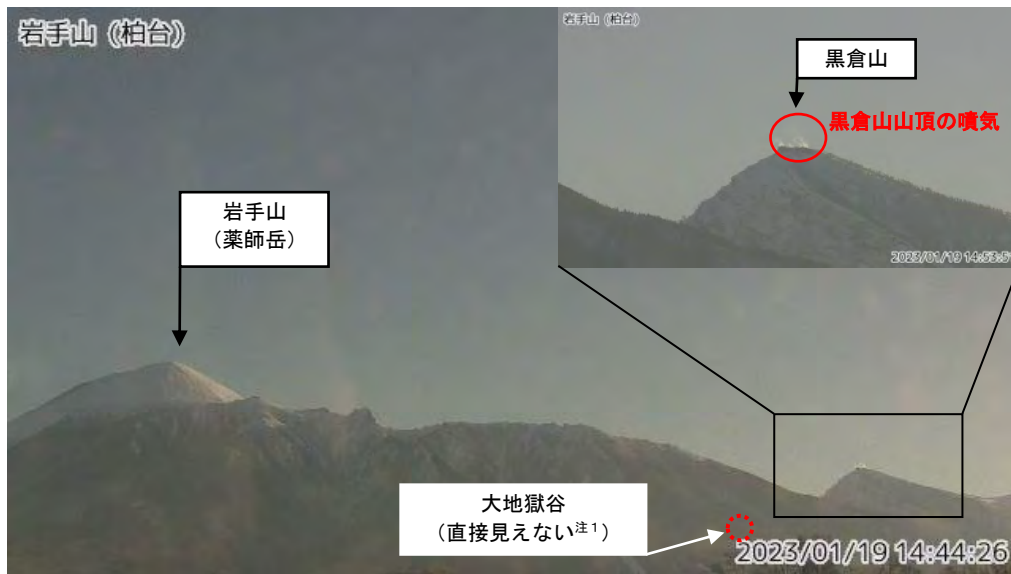 岩手山（柏台）
岩手山（柏台）
黒倉山
黒倉山山頂の噴気
2023/01/19 14:53:5
岩手山
（薬師岳）
大地獄谷
（直接見えない注１）
2023/01/19 14:44:26